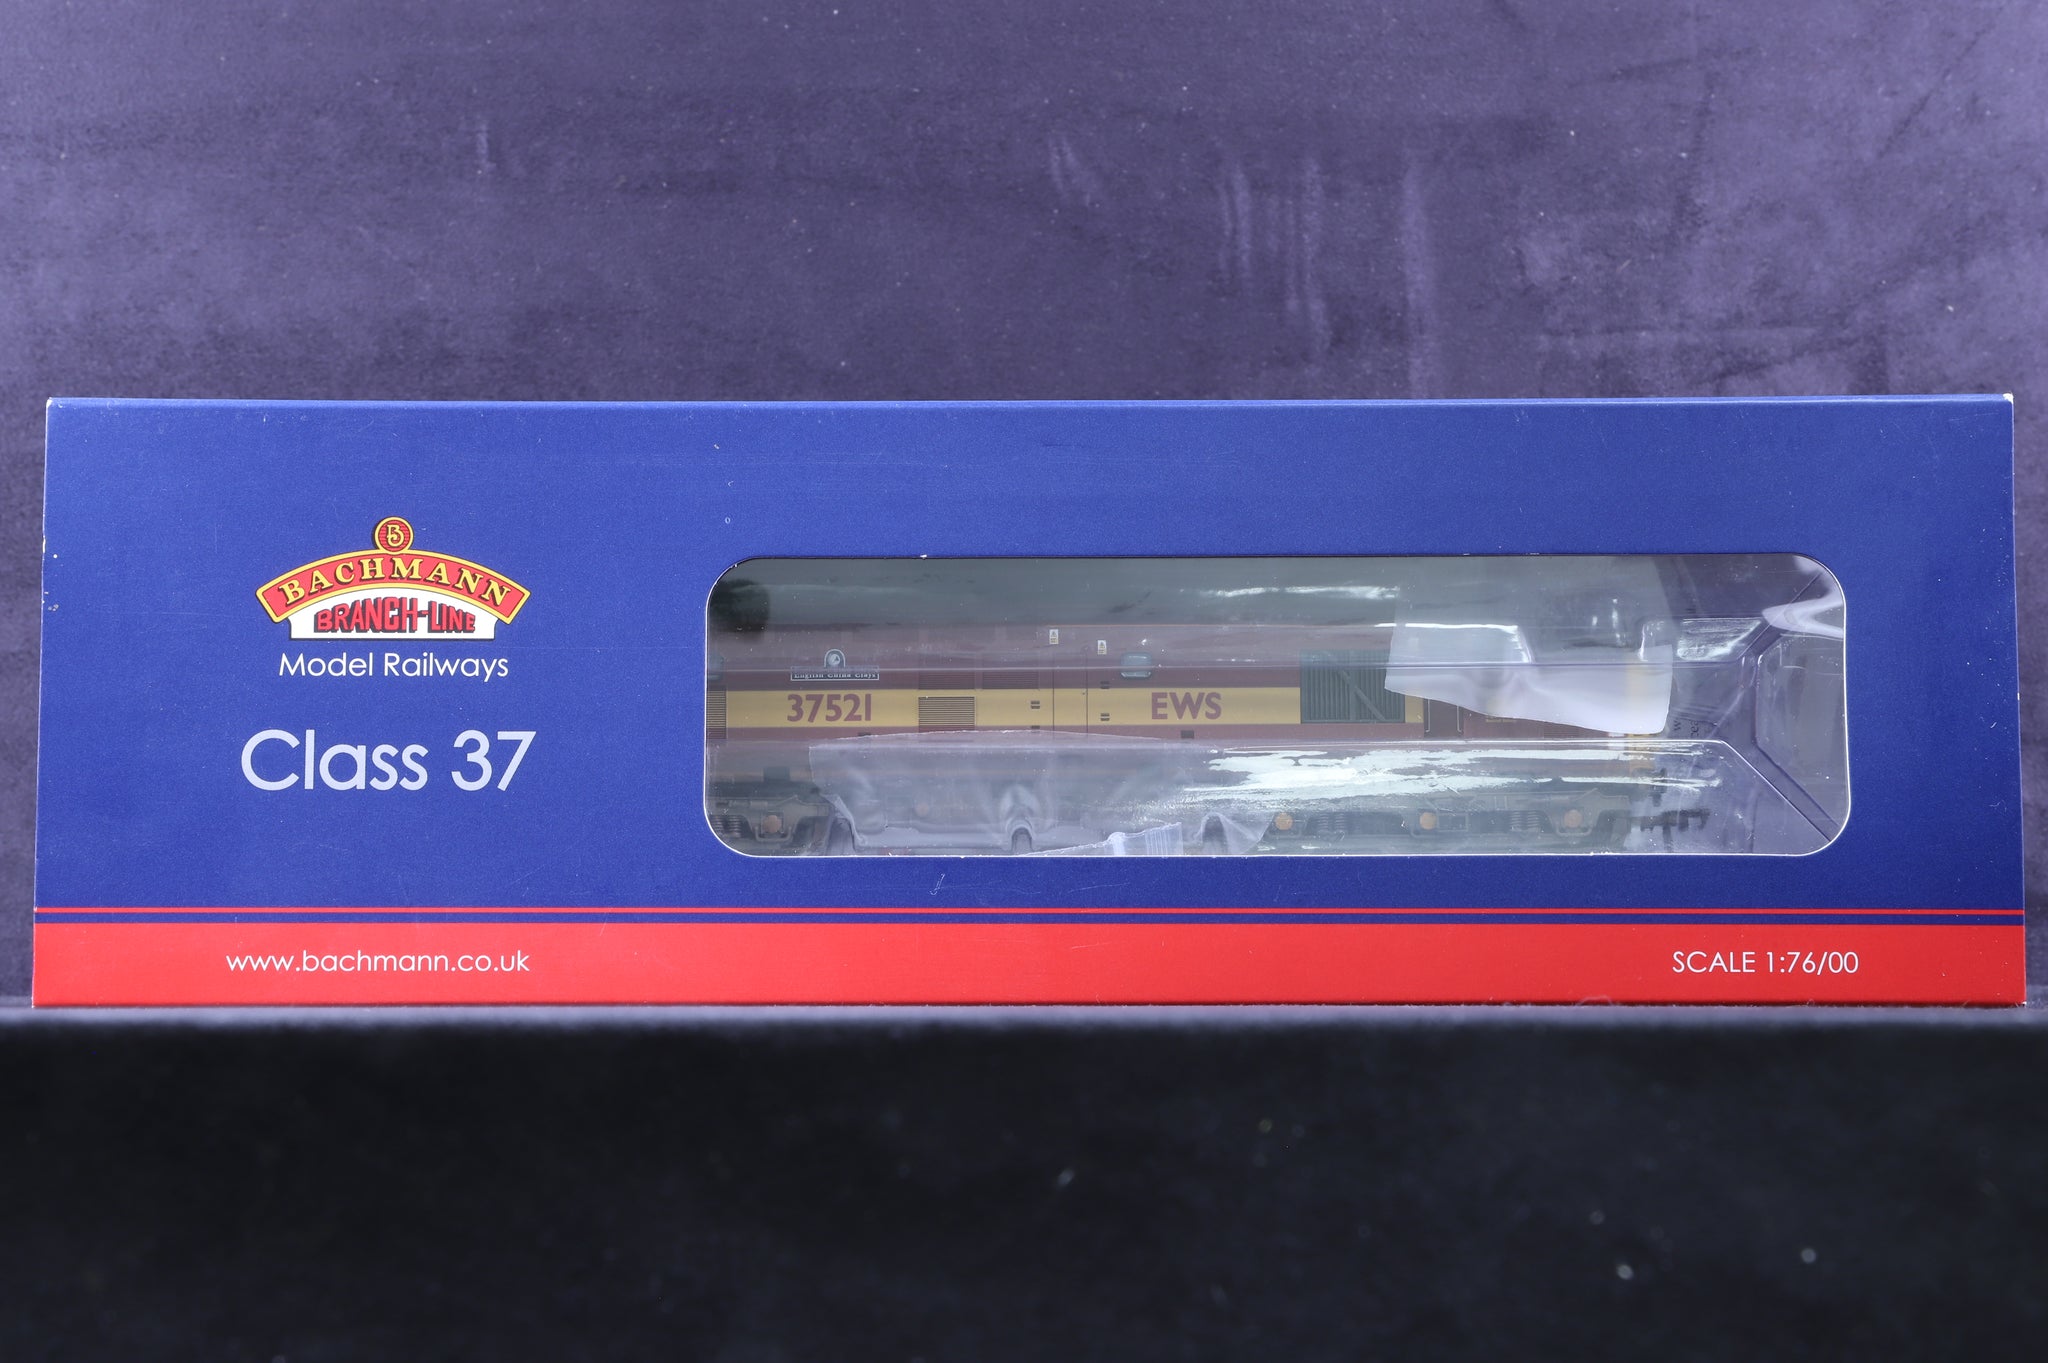 B
BACHMANN
BRANCH-LINE
Model Railways
Class 37
English China Clays
37521
EWS
www.bachmann.co.uk
SCALE 1:76/00